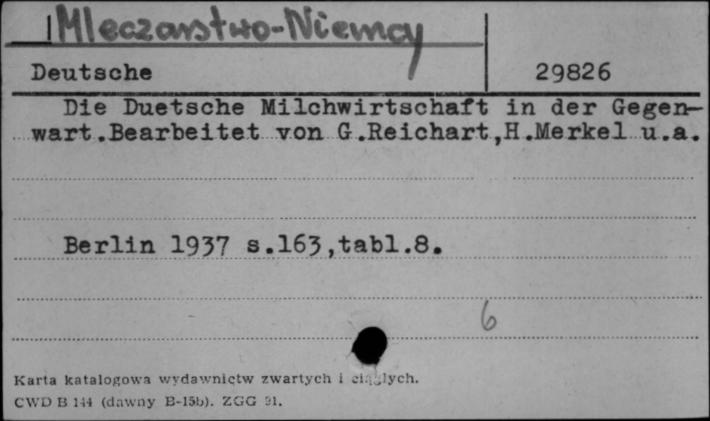 Mleczarstwo-Niemcy
Deutsche 29826
Die Duetsche Milchwirtschaft in der Gegen-
wart.Bearbeitet von G.Reichart,H.Merkel u.a.
Berlin 1937 s.163,tabl.8.
6
Karta katalogowa wydawnictw zwartych i ciągłych.
CWD B 144 (dawny B-15b). ZGG 91.